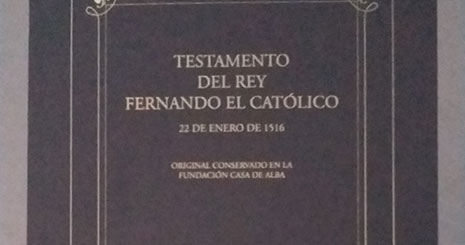 TESTAMENTO
DEL REY
FERNANDO EL CATÓLICO
22 DE ENERO DE 1516
ORIGINAL CONSERVADO EN LA
FUNDACIÓN CASA DE ALBA